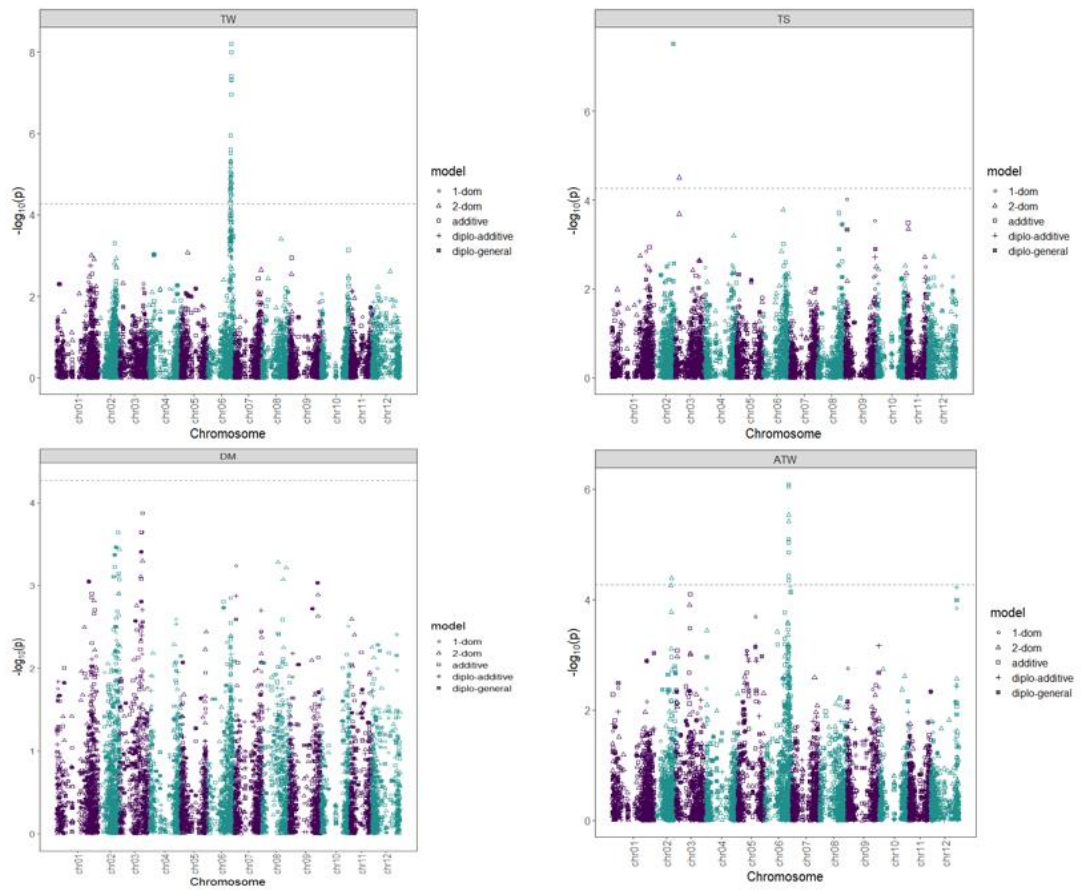 TW
-log10(p)
8
6
4
2
0
chr01 chr02 chr03 chr04 chr05 chr06 chr07 chr08 chr09 chr10 chr11 chr12
Chromosome
model
1-dom
2-dom
additive
diplo-additive
diplo-general
TS
-log10(p)
6
4
2
0
chr01 chr02 chr03 chr04 chr05 chr06 chr07 chr08 chr09 chr10 chr11 chr12
Chromosome
model
1-dom
2-dom
additive
diplo-additive
diplo-general
DM
-log10(p)
4
3
2
1
0
chr01 chr02 chr03 chr04 chr05 chr06 chr07 chr08 chr09 chr10 chr11 chr12
Chromosome
model
1-dom
2-dom
additive
diplo-additive
diplo-general
ATW
-log10(p)
6
4
2
0
chr01 chr02 chr03 chr04 chr05 chr06 chr07 chr08 chr09 chr10 chr11 chr12
Chromosome
model
1-dom
2-dom
additive
diplo-additive
diplo-general